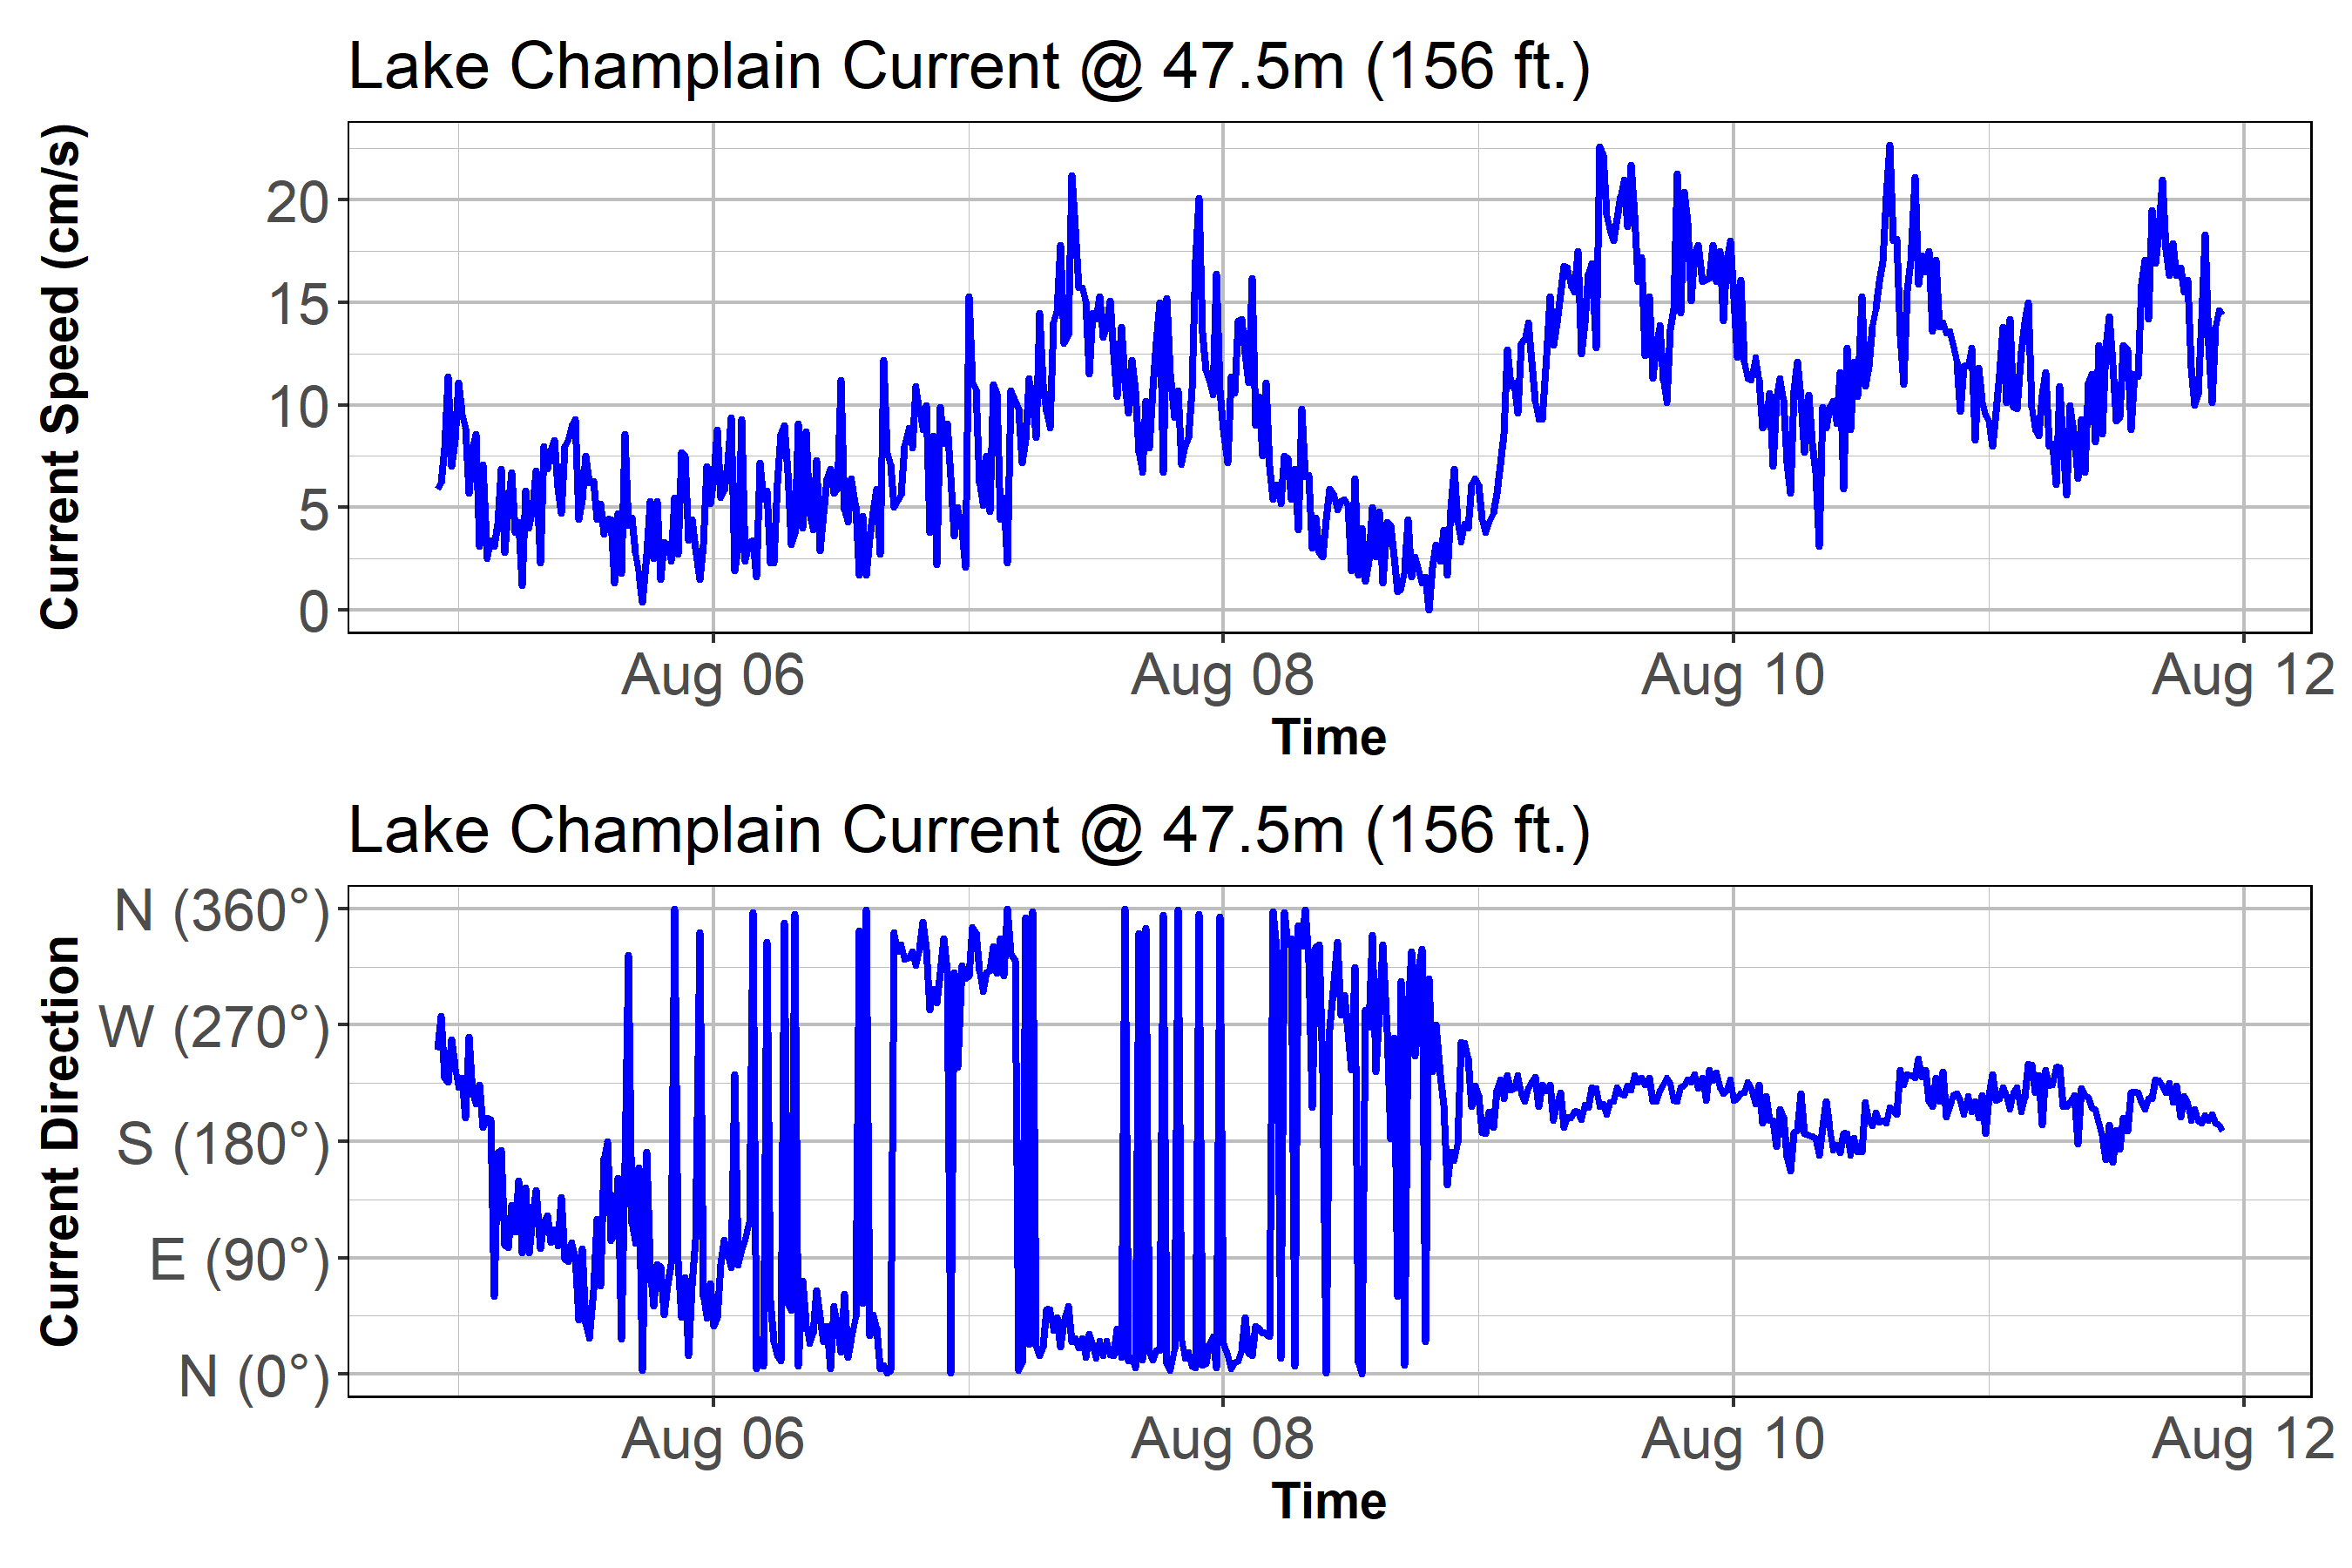 Lake Champlain Current @ 47.5m (156 ft.)
Current Speed (cm/s)
20
15
10
5
0
Aug 06 Aug 08 Aug 10 Aug 12
Time
Lake Champlain Current @ 47.5m (156 ft.)
Current Direction
N (360°)
W (270°)
S (180°)
E (90°)
N (0°)
Aug 06 Aug 08 Aug 10 Aug 12
Time